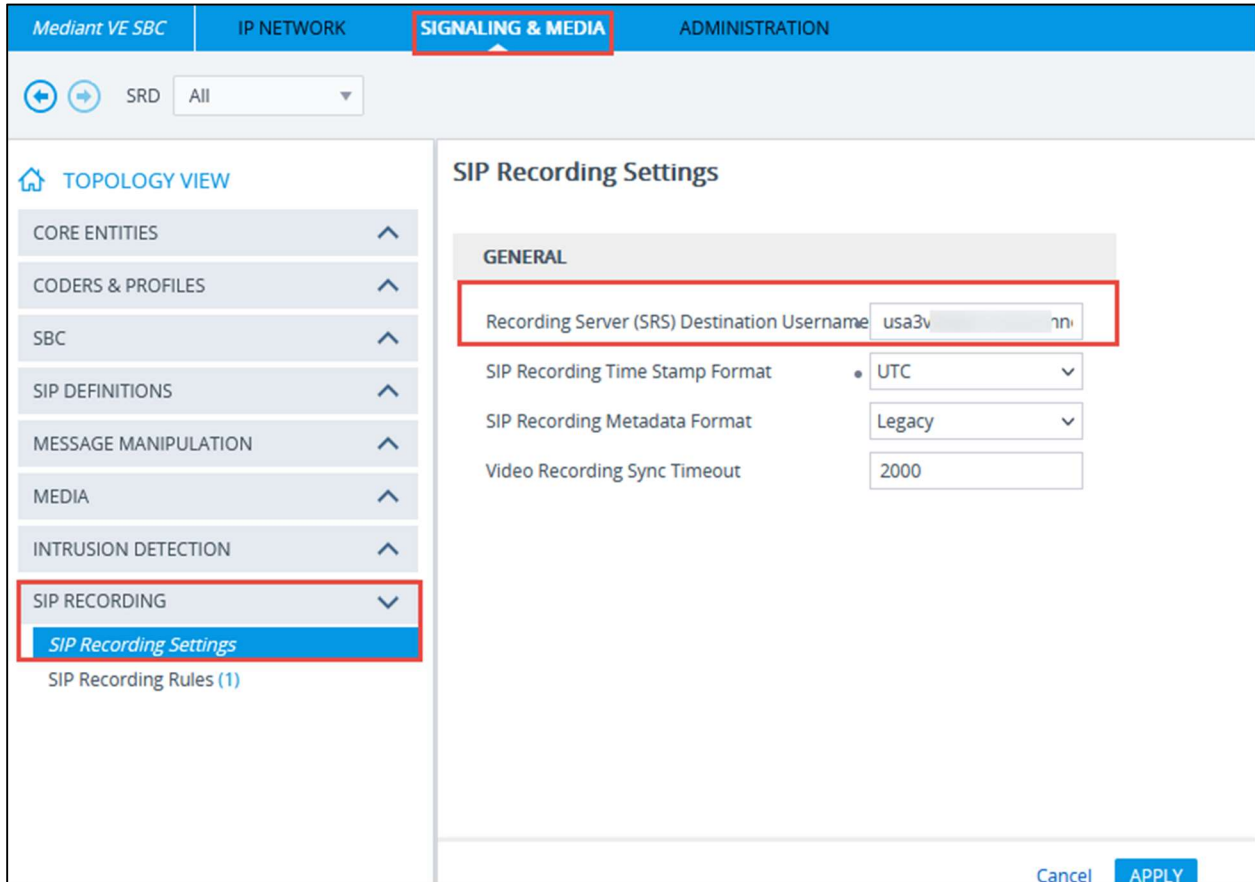 Mediant VE SBC IP NETWORK SIGNALING & MEDIA ADMINISTRATION
SRD All
TOPOLOGY VIEW
CORE ENTITIES
CODERS & PROFILES
SBC
SIP DEFINITIONS
MESSAGE MANIPULATION
MEDIA
INTRUSION DETECTION
SIP RECORDING
SIP Recording Settings
SIP Recording Rules (1)
SIP Recording Settings
GENERAL
Recording Server (SRS) Destination Username
SIP Recording Time Stamp Format UTC
SIP Recording Metadata Format Legacy
Video Recording Sync Timeout 2000
Cancel APPLY